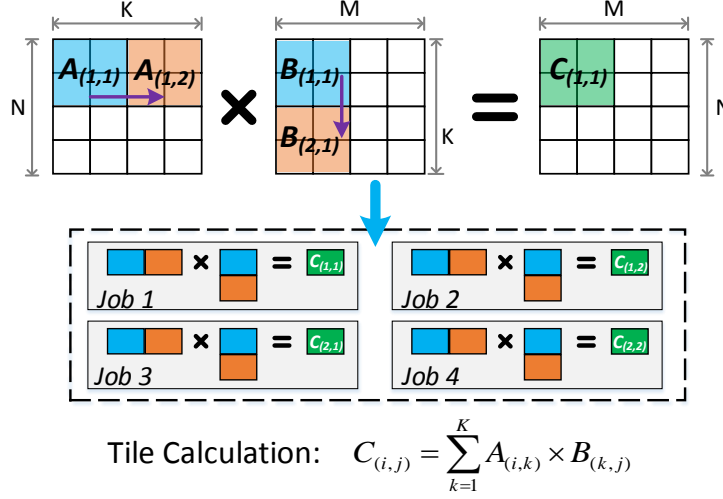 K
M
M
N
A(1,1)
A(1,2)
×
B(1,1)
B(2,1)
K
=
C(1,1)
N
× = C(1,1)
Job 1
× = C(1,2)
Job 2
× = C(2,1)
Job 3
× = C(2,2)
Job 4
Tile Calculation: C(i,j) = ∑_{k=1}^{K} A(i,k) × B(k,j)